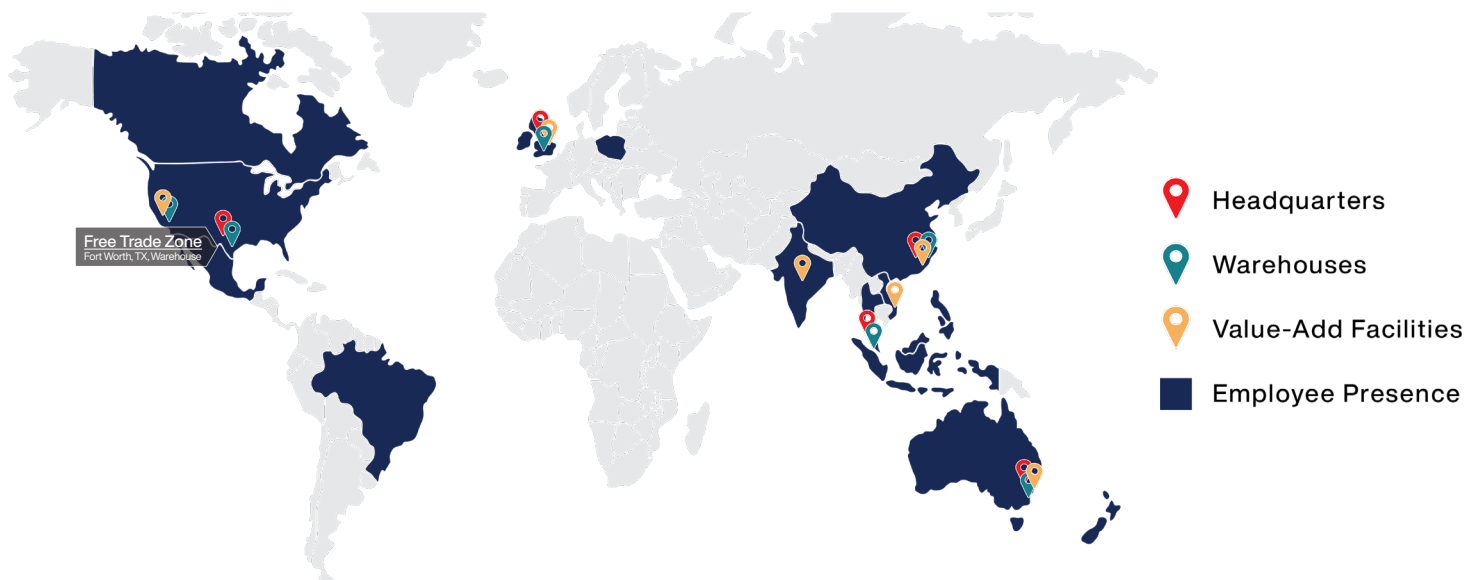 Free Trade Zone
Fort Worth, TX, Warehouse
Headquarters
Warehouses
Value-Add Facilities
Employee Presence